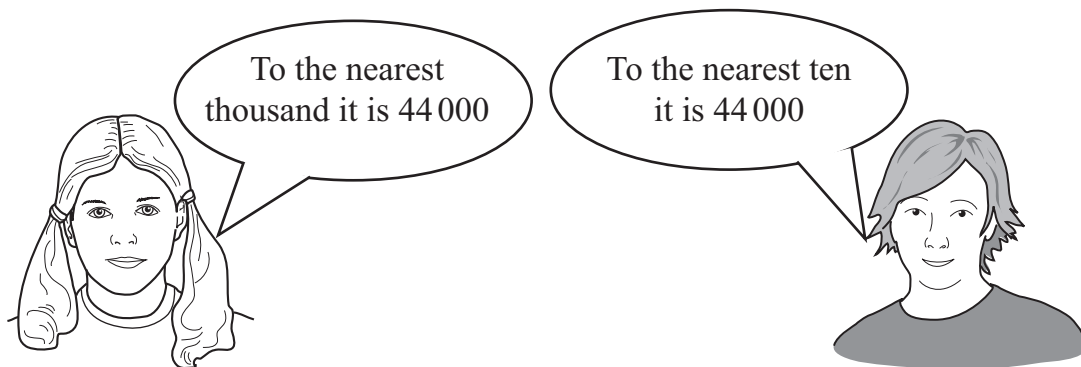 To the nearest
thousand it is 44 000
To the nearest ten
it is 44 000